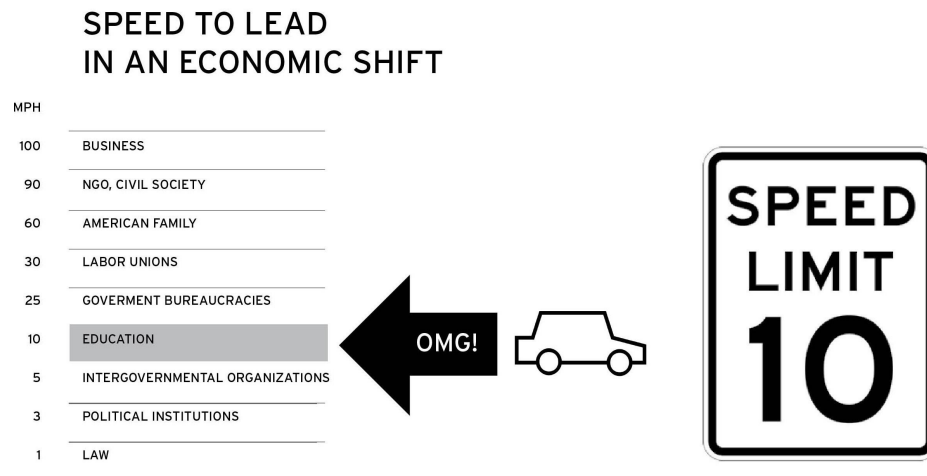 SPEED TO LEAD
IN AN ECONOMIC SHIFT
MPH
100 BUSINESS
90 NGO, CIVIL SOCIETY
60 AMERICAN FAMILY
30 LABOR UNIONS
25 GOVERMENT BUREAUCRACIES
10 EDUCATION
5 INTERGOVERNMENTAL ORGANIZATIONS
3 POLITICAL INSTITUTIONS
1 LAW
OMG!
SPEED
LIMIT
10